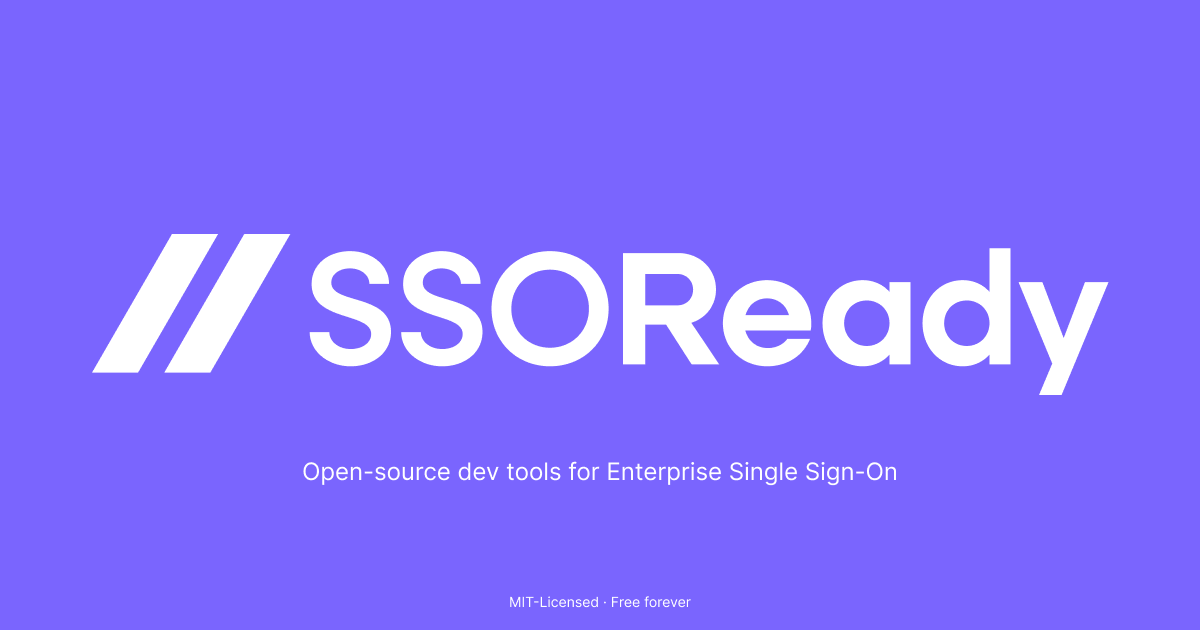 SSOReady
Open-source dev tools for Enterprise Single Sign-On
MIT-Licensed · Free forever